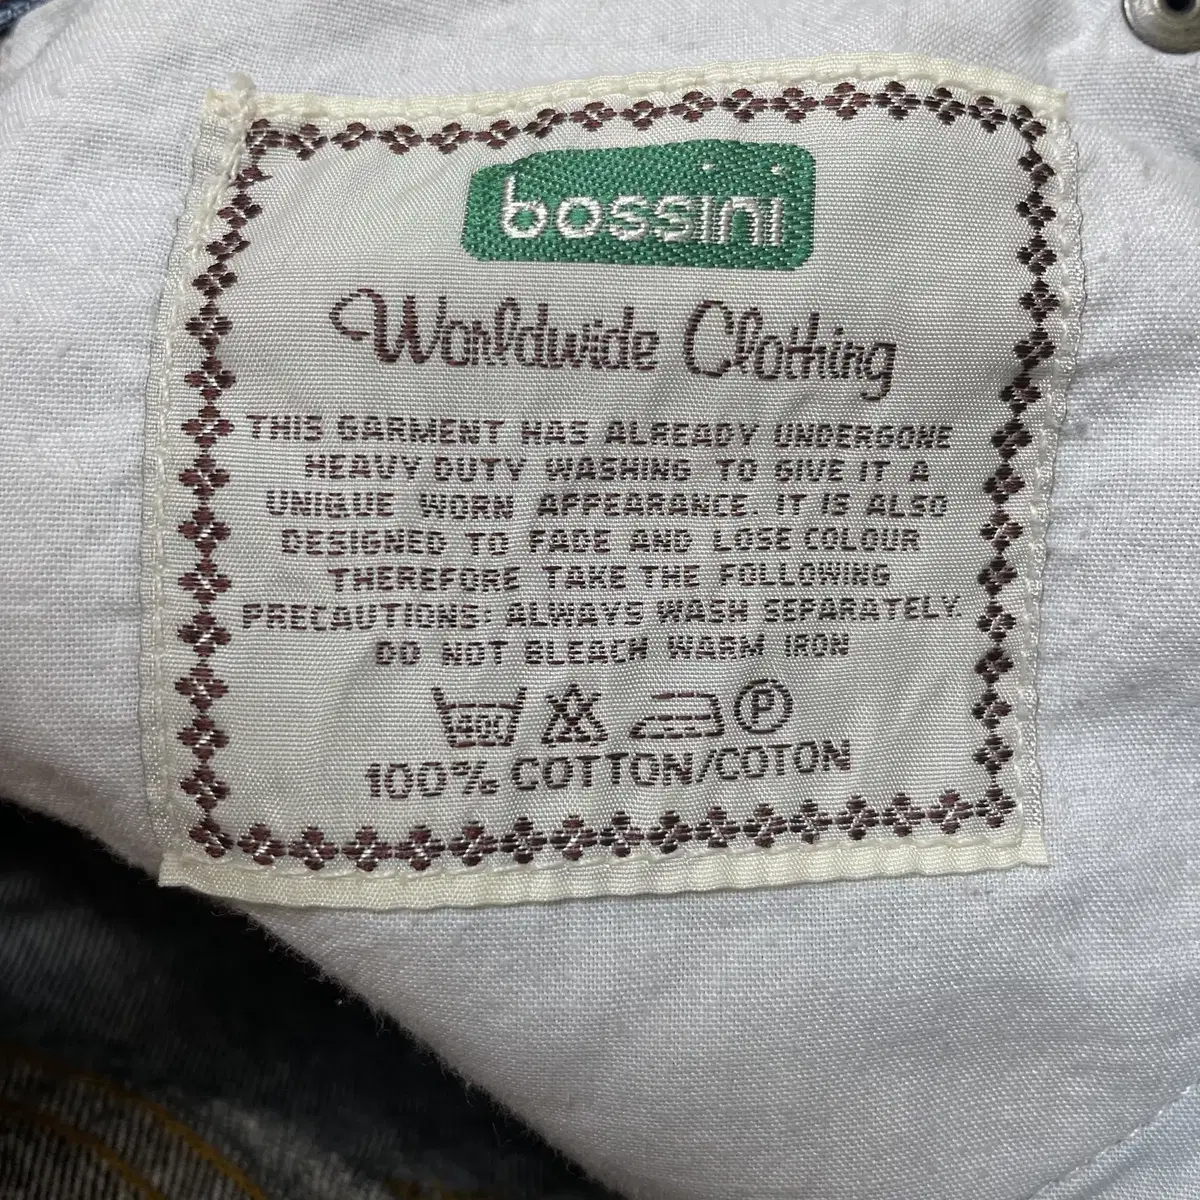 bossini
Worldwide Clothing
THIS GARMENT HAS ALREADY UNDERGONE
HEAVY DUTY WASHING TO GIVE IT A
UNIQUE WORN APPEARANCE. IT IS ALSO
DESIGNED TO FADE AND LOSE COLOUR
THEREFORE TAKE THE FOLLOWING
PRECAUTIONS: ALWAYS WASH SEPARATELY.
DO NOT BLEACH WARM IRON
40C P
100% COTTON/COTON